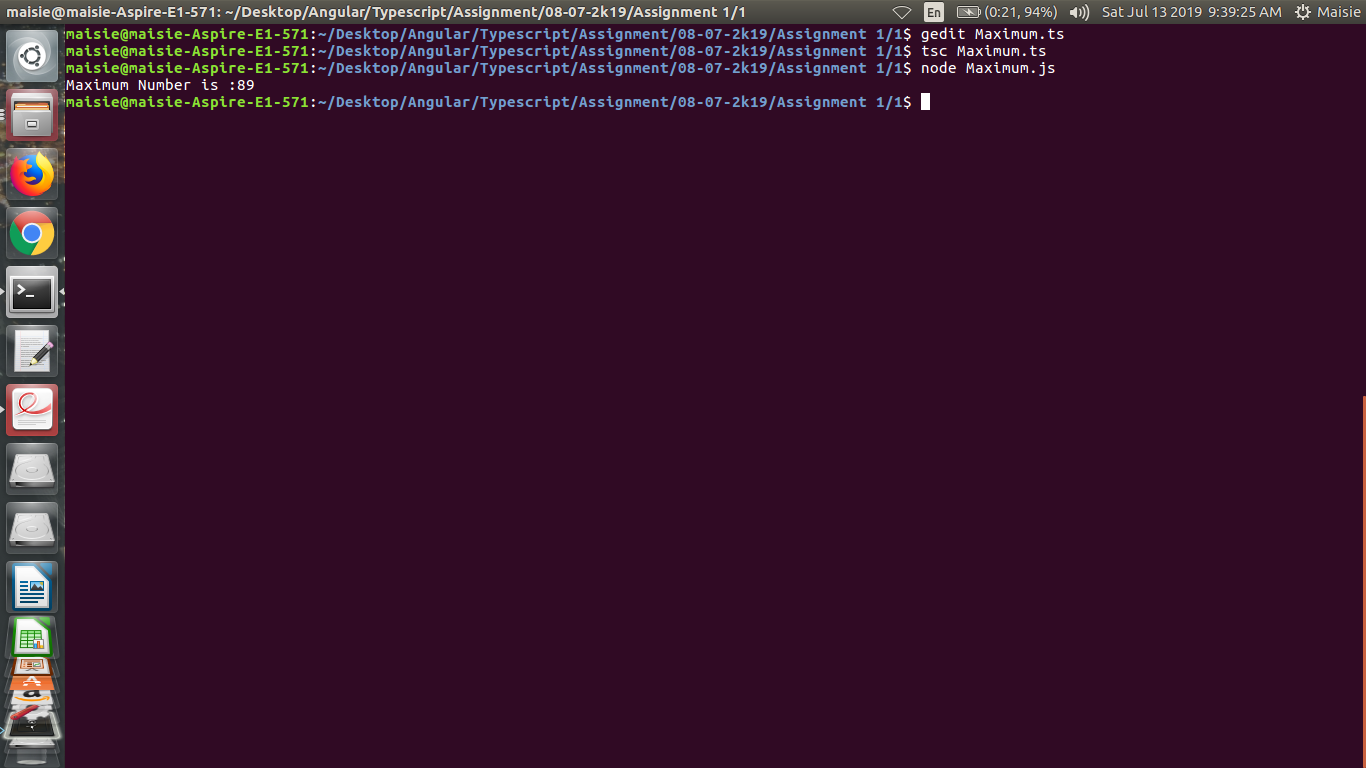 maisie@maisie-Aspire-E1-571: ~/Desktop/Angular/Typescript/Assignment/08-07-2k19/Assignment 1/1 En (0:21, 94%) Sat Jul 13 2019 9:39:25 AM Maisie
maisie@maisie-Aspire-E1-571:~/Desktop/Angular/Typescript/Assignment/08-07-2k19/Assignment 1/1$ gedit Maximum.ts
maisie@maisie-Aspire-E1-571:~/Desktop/Angular/Typescript/Assignment/08-07-2k19/Assignment 1/1$ tsc Maximum.ts
maisie@maisie-Aspire-E1-571:~/Desktop/Angular/Typescript/Assignment/08-07-2k19/Assignment 1/1$ node Maximum.js
Maximum Number is :89
maisie@maisie-Aspire-E1-571:~/Desktop/Angular/Typescript/Assignment/08-07-2k19/Assignment 1/1$